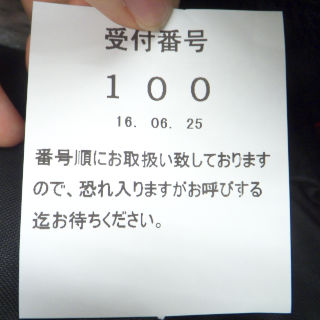 受付番号
１００
16. 06. 25
番号順にお取扱い致しております
ので、恐れ入りますがお呼びする
迄お待ちください。